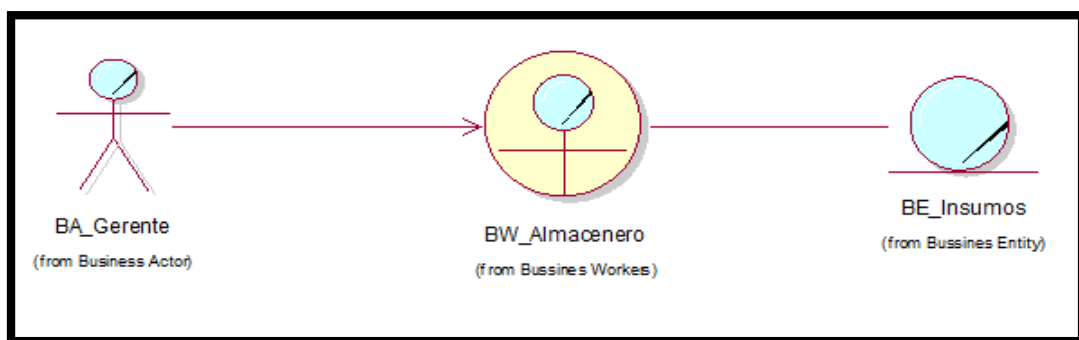 BA_Gerente
(from Business Actor)
BW_Almacenero
(from Bussines Workers)
BE_Insumos
(from Bussines Entity)